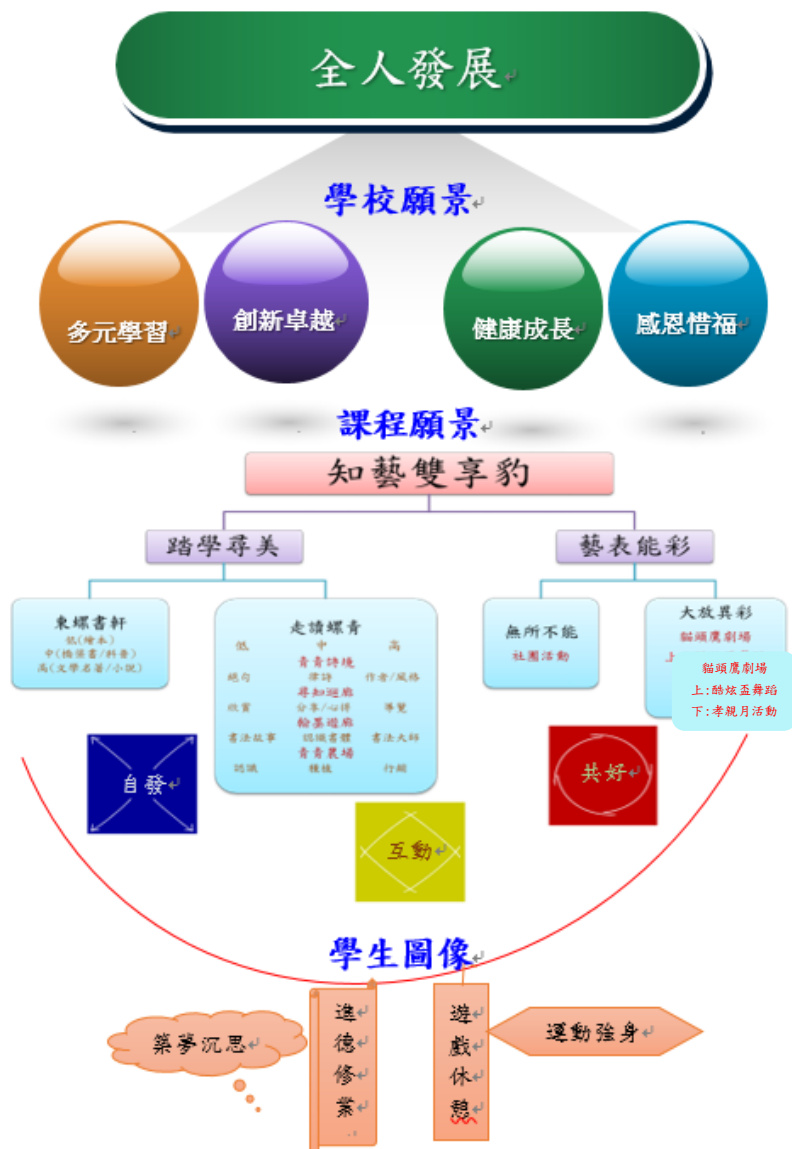 全人發展
學校願景
多元學習
創新卓越
健康成長
感恩惜福
課程願景
知藝雙享豹
踏學尋美
藝表能彩
東螺書軒
低(繪本)
中(橋樑書/科普)
高(文學名著/小說)
走讀螺青
低 中 高
青青詩境
絕句 律詩 作者/風格
尋知迴廊
欣賞 分享/心得 導覽
翰墨遊廊
書法故事 認識書體 書法大師
青青農場
認識 種植 行銷
無所不能
社團活動
大放異彩
貓頭鷹劇場
上
貓頭鷹劇場
上:酷炫盃舞蹈
下:孝親月活動
自發
互動
共好
學生圖像
築夢沉思
進德修業
遊戲休憩
運動強身